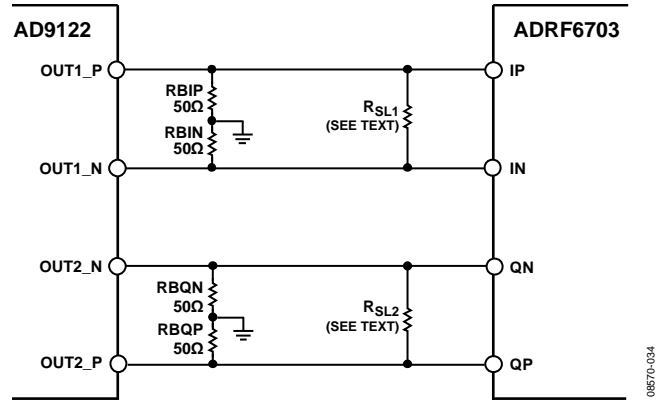 AD9122
ADRF6703
OUT1_P
IP
RBIP
50Ω
RBIN
50Ω
RSL1
(SEE TEXT)
OUT1_N
IN
OUT2_N
QN
RBQN
50Ω
RBQP
50Ω
RSL2
(SEE TEXT)
OUT2_P
QP
08570-034